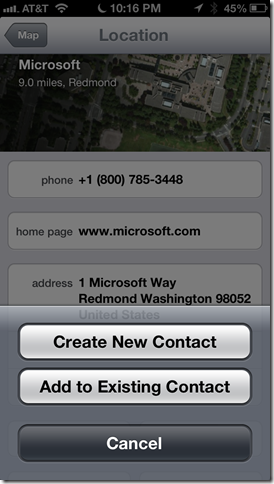 AT&T 10:16 PM 45%
Map Location
Microsoft
9.0 miles, Redmond
phone +1 (800) 785-3448
home page www.microsoft.com
address 1 Microsoft Way
Redmond Washington 98052
United States
Create New Contact
Add to Existing Contact
Cancel